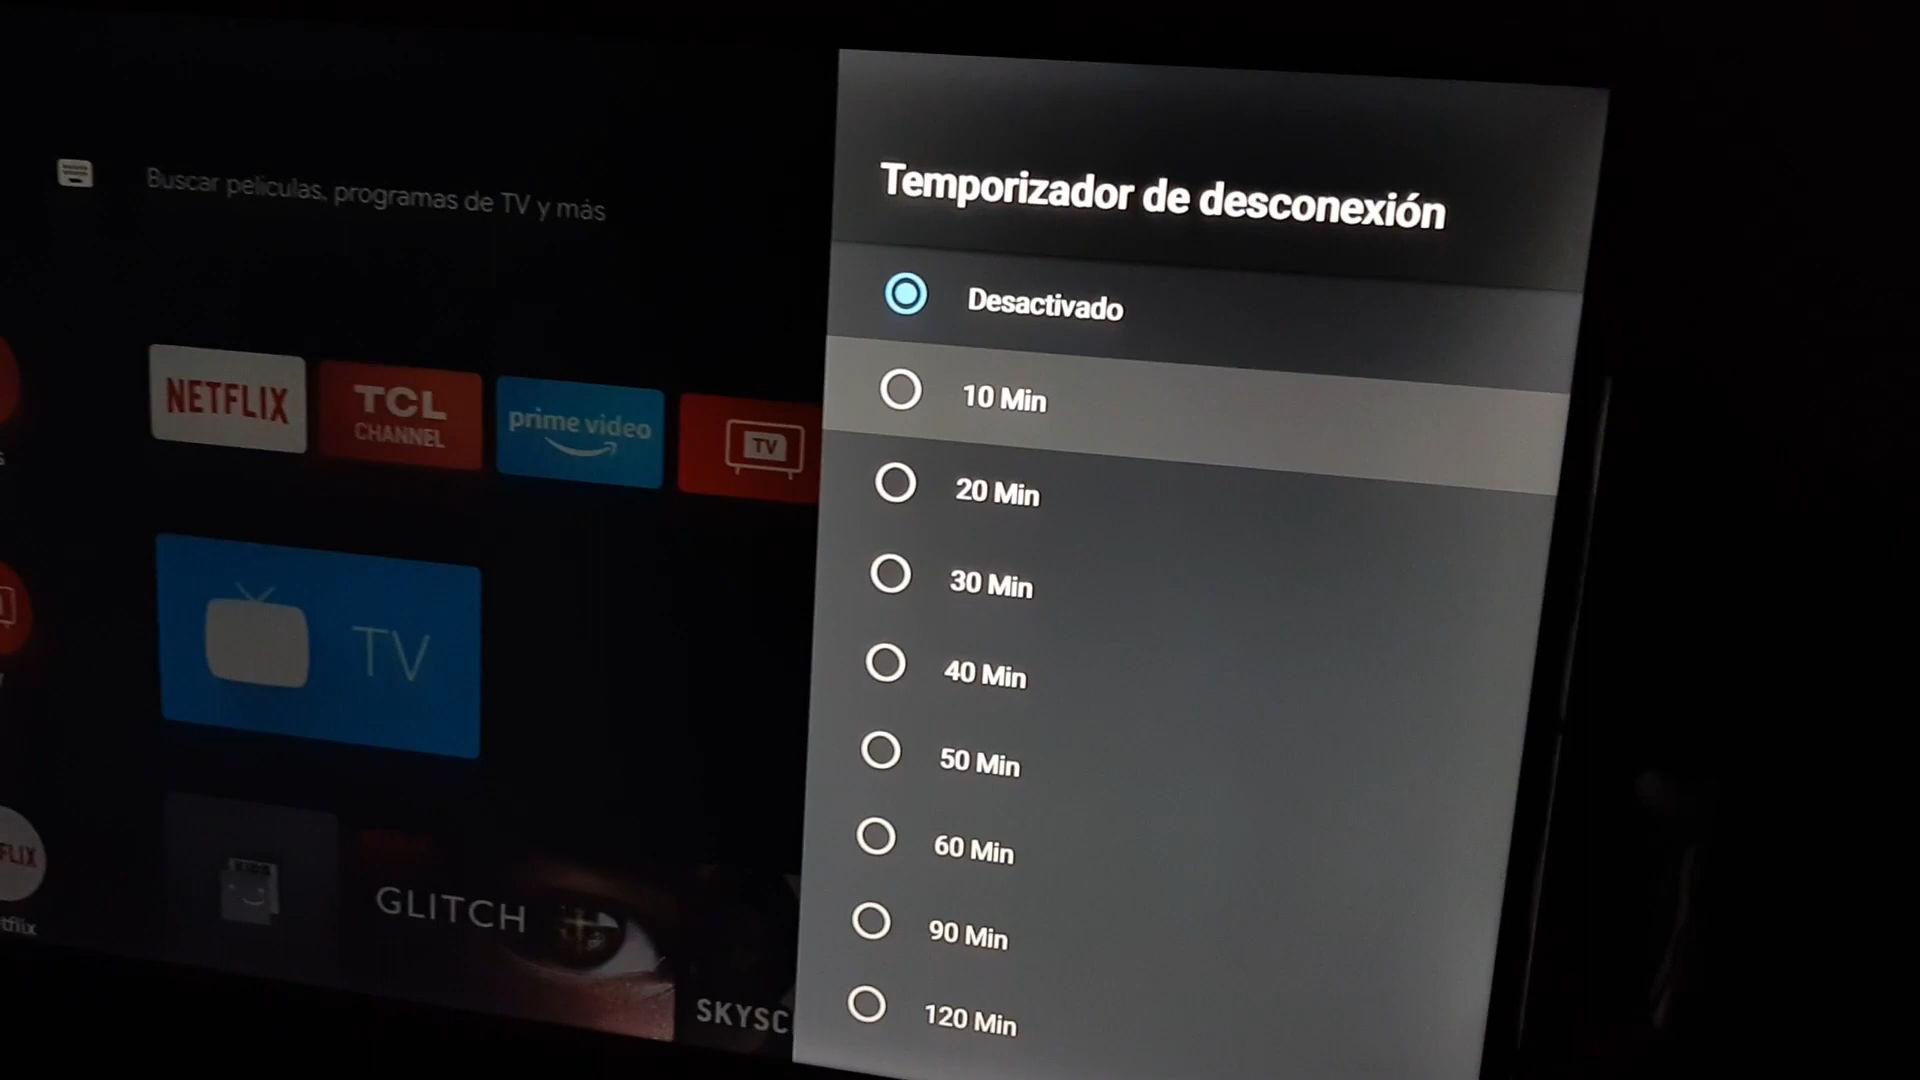 Buscar películas, programas de TV y más
NETFLIX
TCL
CHANNEL
prime video
TV
TV
GLITCH
Temporizador de desconexión
Desactivado
10 Min
20 Min
30 Min
40 Min
50 Min
60 Min
90 Min
120 Min